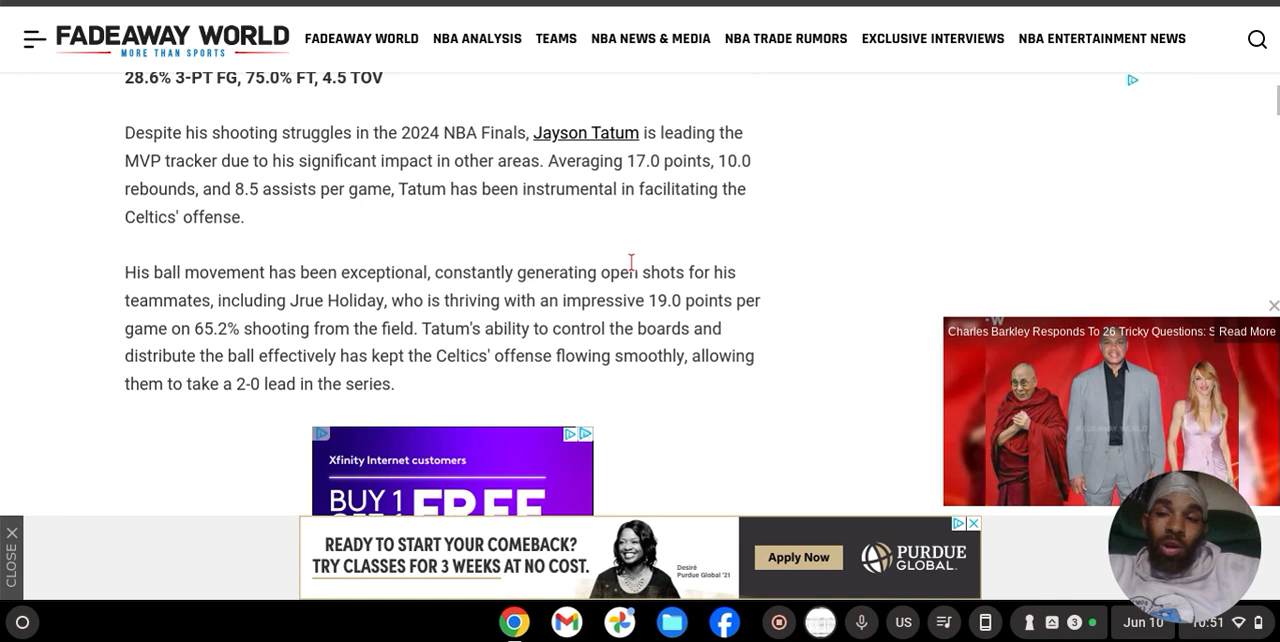 FADEAWAY WORLD
MORE THAN SPORTS
FADEAWAY WORLD NBA ANALYSIS TEAMS NBA NEWS & MEDIA NBA TRADE RUMORS EXCLUSIVE INTERVIEWS NBA ENTERTAINMENT NEWS
28.6% 3-PT FG, 75.0% FT, 4.5 TOV
Despite his shooting struggles in the 2024 NBA Finals, Jayson Tatum is leading the
MVP tracker due to his significant impact in other areas. Averaging 17.0 points, 10.0
rebounds, and 8.5 assists per game, Tatum has been instrumental in facilitating the
Celtics' offense.
His ball movement has been exceptional, constantly generating open shots for his
teammates, including Jrue Holiday, who is thriving with an impressive 19.0 points per
game on 65.2% shooting from the field. Tatum's ability to control the boards and
distribute the ball effectively has kept the Celtics' offense flowing smoothly, allowing
them to take a 2-0 lead in the series.
Charles Barkley Responds To 26 Tricky Questions: S Read More
FADEAWAY WORLD
Xfinity Internet customers
BUY 1 FREE
CLOSE
READY TO START YOUR COMEBACK?
TRY CLASSES FOR 3 WEEKS AT NO COST.
Desiré
Purdue Global '21
Apply Now
PURDUE
GLOBAL
US
3
Jun 10
10:51